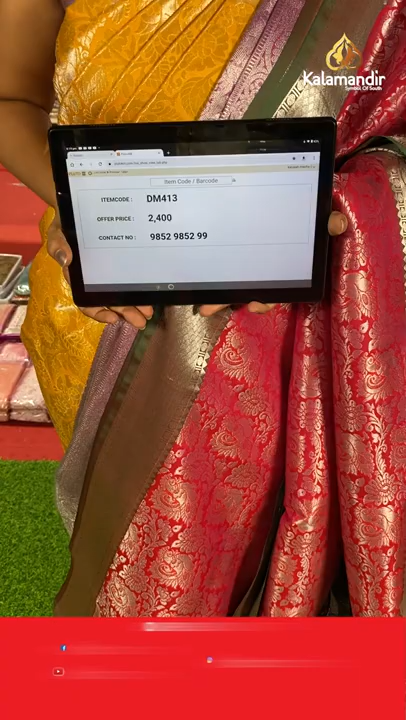 Kalamandir
Symbol Of South
Item Code / Barcode
ITEMCODE : DM413
OFFER PRICE : 2,400
CONTACT NO : 9852 9852 99